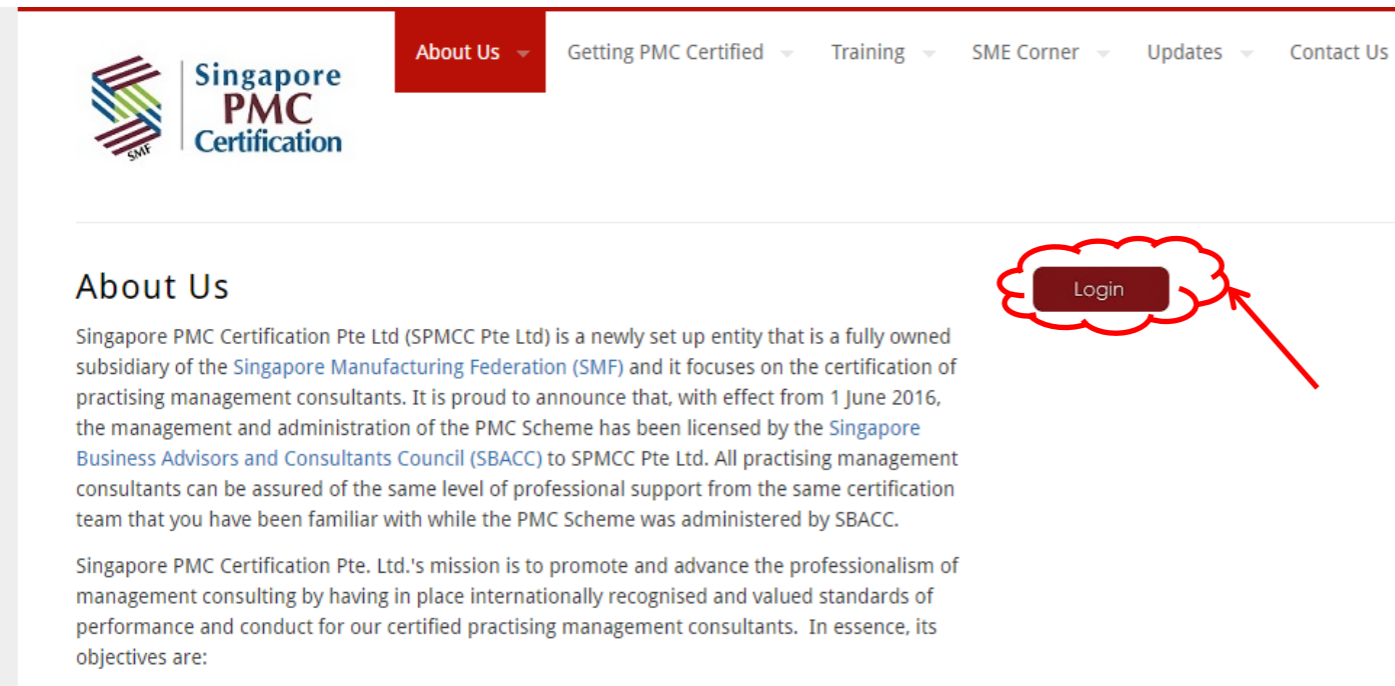 About Us
Getting PMC Certified
Training
SME Corner
Updates
Contact Us
Singapore
PMC
Certification
SMF
About Us
Login
Singapore PMC Certification Pte Ltd (SPMCC Pte Ltd) is a newly set up entity that is a fully owned
subsidiary of the Singapore Manufacturing Federation (SMF) and it focuses on the certification of
practising management consultants. It is proud to announce that, with effect from 1 June 2016,
the management and administration of the PMC Scheme has been licensed by the Singapore
Business Advisors and Consultants Council (SBACC) to SPMCC Pte Ltd. All practising management
consultants can be assured of the same level of professional support from the same certification
team that you have been familiar with while the PMC Scheme was administered by SBACC.
Singapore PMC Certification Pte. Ltd.'s mission is to promote and advance the professionalism of
management consulting by having in place internationally recognised and valued standards of
performance and conduct for our certified practising management consultants.  In essence, its
objectives are: